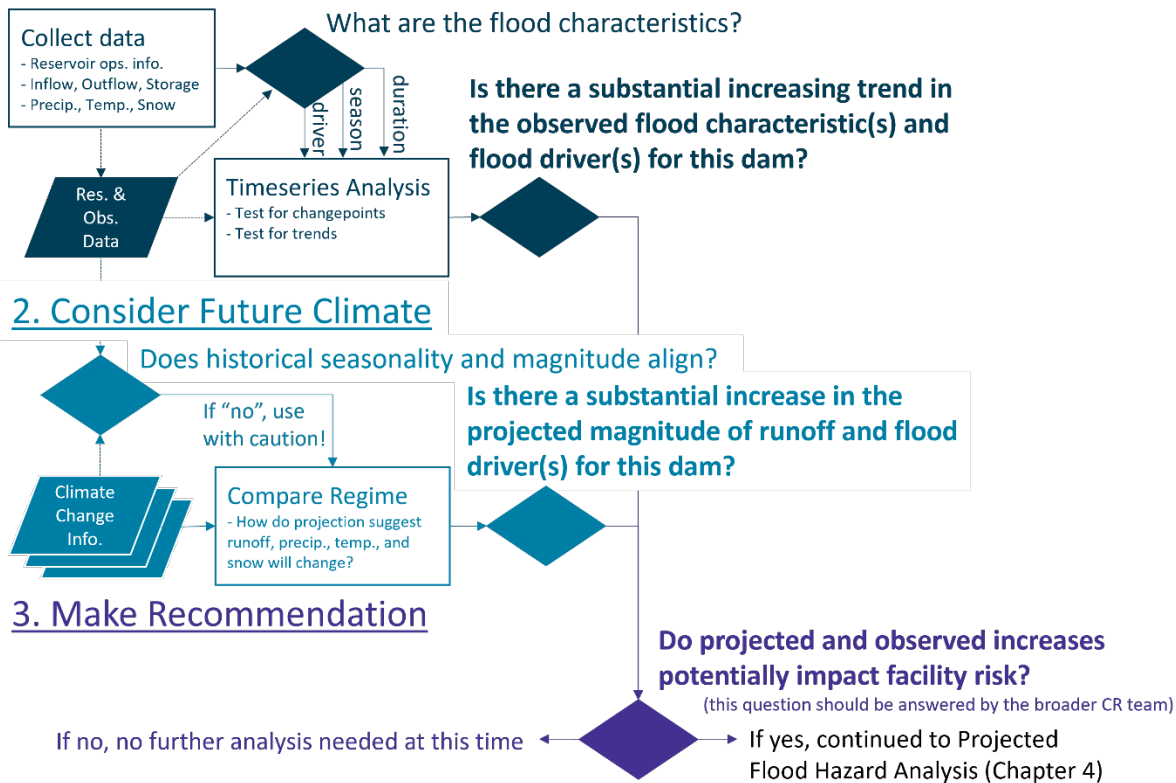 What are the flood characteristics?
Collect data
- Reservoir ops. info.
- Inflow, Outflow, Storage
- Precip., Temp., Snow
driver
season
duration
Is there a substantial increasing trend in
the observed flood characteristic(s) and
flood driver(s) for this dam?
Res. &
Obs.
Data
Timeseries Analysis
- Test for changepoints
- Test for trends
2. Consider Future Climate
Does historical seasonality and magnitude align?
If “no”, use
with caution!
Is there a substantial increase in the
projected magnitude of runoff and flood
driver(s) for this dam?
Climate
Change
Info.
Compare Regime
- How do projection suggest
runoff, precip., temp., and
snow will change?
3. Make Recommendation
Do projected and observed increases
potentially impact facility risk?
(this question should be answered by the broader CR team)
If no, no further analysis needed at this time
If yes, continued to Projected
Flood Hazard Analysis (Chapter 4)